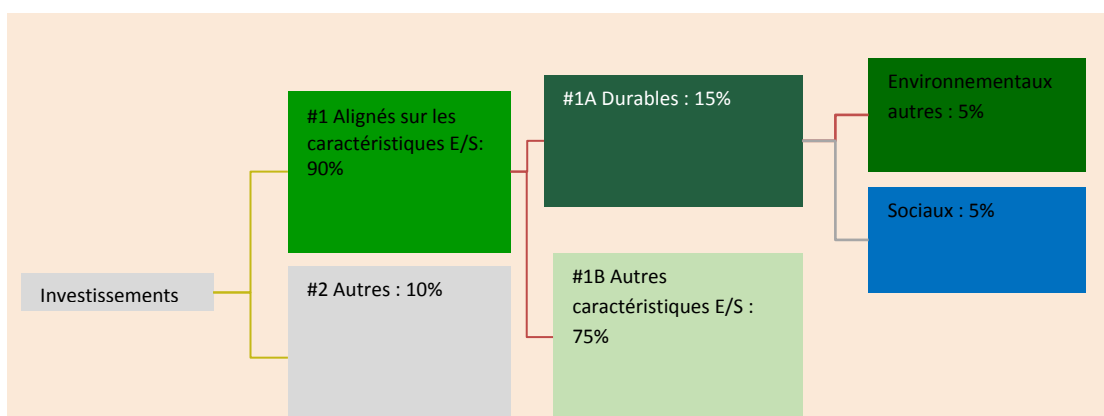 Investissements
#1 Alignés sur les
caractéristiques E/S:
90%
#2 Autres : 10%
#1A Durables : 15%
#1B Autres
caractéristiques E/S :
75%
Environnementaux
autres : 5%
Sociaux : 5%